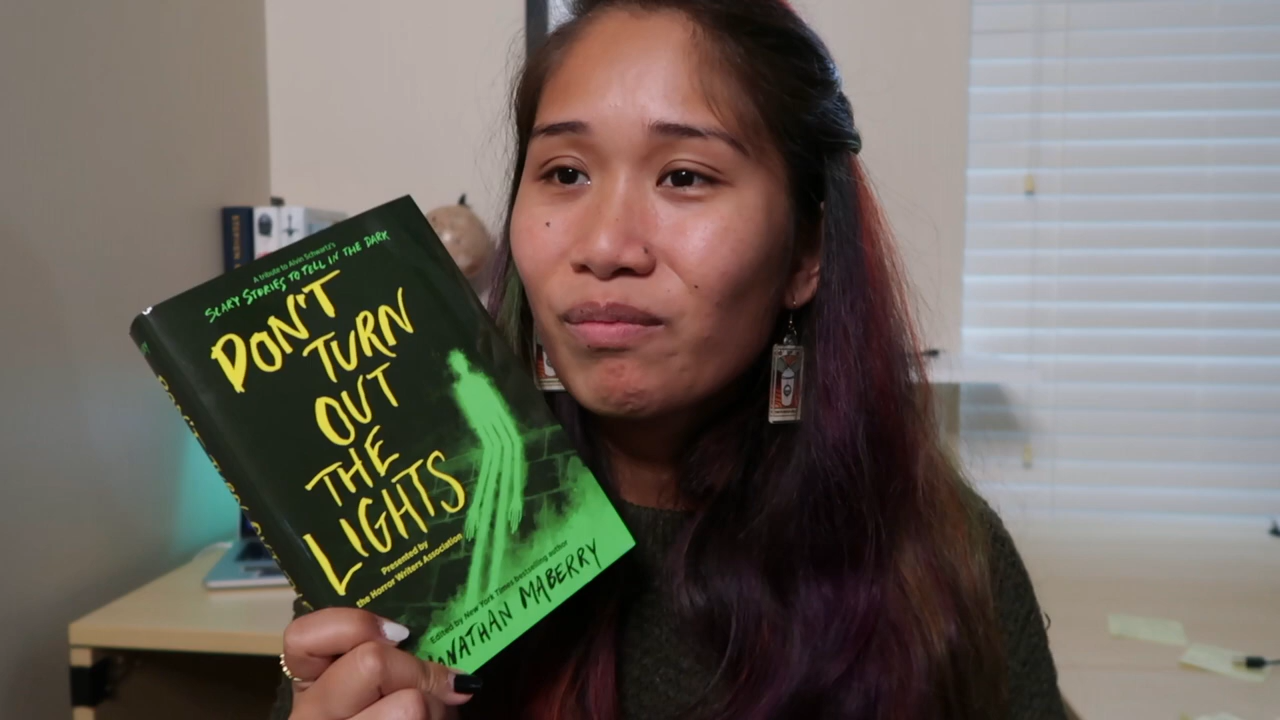 A tribute to Alvin Schwartz's
SCARY STORIES TO TELL IN THE DARK
DON'T
TURN
OUT
THE
LIGHTS
Presented by
the Horror Writers Association
Edited by New York Times bestselling author
JONATHAN MABERRY